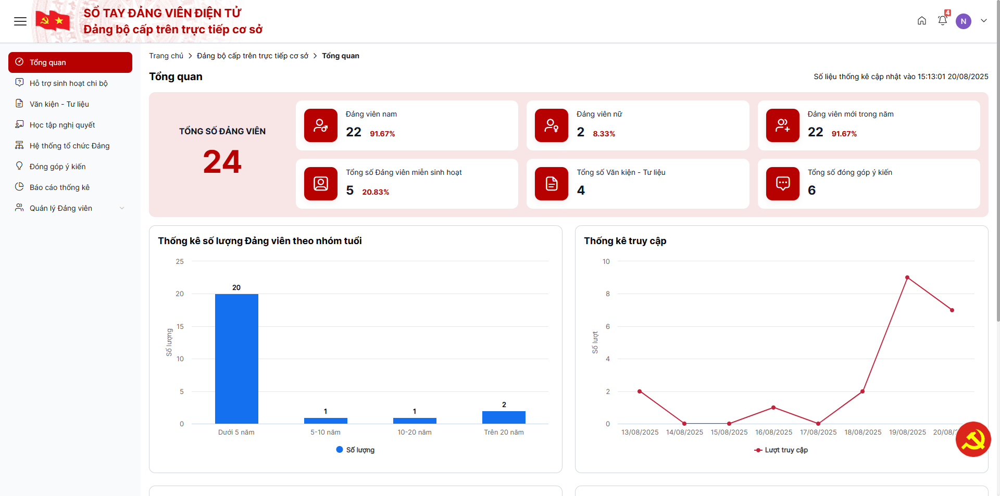 SỔ TAY ĐẢNG VIÊN ĐIỆN TỬ
Đảng bộ cấp trên trực tiếp cơ sở
4
N
Tổng quan
Hỗ trợ sinh hoạt chi bộ
Văn kiện - Tư liệu
Học tập nghị quyết
Hệ thống tổ chức Đảng
Đóng góp ý kiến
Báo cáo thống kê
Quản lý Đảng viên
Trang chủ > Đảng bộ cấp trên trực tiếp cơ sở > Tổng quan
Tổng quan
Số liệu thống kê cập nhật vào 15:13:01 20/08/2025
TỔNG SỐ ĐẢNG VIÊN
24
Đảng viên nam
22 91.67%
Đảng viên nữ
2 8.33%
Đảng viên mới trong năm
22 91.67%
Tổng số Đảng viên miễn sinh hoạt
5 20.83%
Tổng số Văn kiện - Tư liệu
4
Tổng số đóng góp ý kiến
6
Thống kê số lượng Đảng viên theo nhóm tuổi
25
20
15
10
5
0
Số lượng
20
1
1
2
Dưới 5 năm
5-10 năm
10-20 năm
Trên 20 năm
Số lượng
Thống kê truy cập
10
8
6
4
2
0
Số lượt
13/08/2025
14/08/2025
15/08/2025
16/08/2025
17/08/2025
18/08/2025
19/08/2025
20/08/
Lượt truy cập